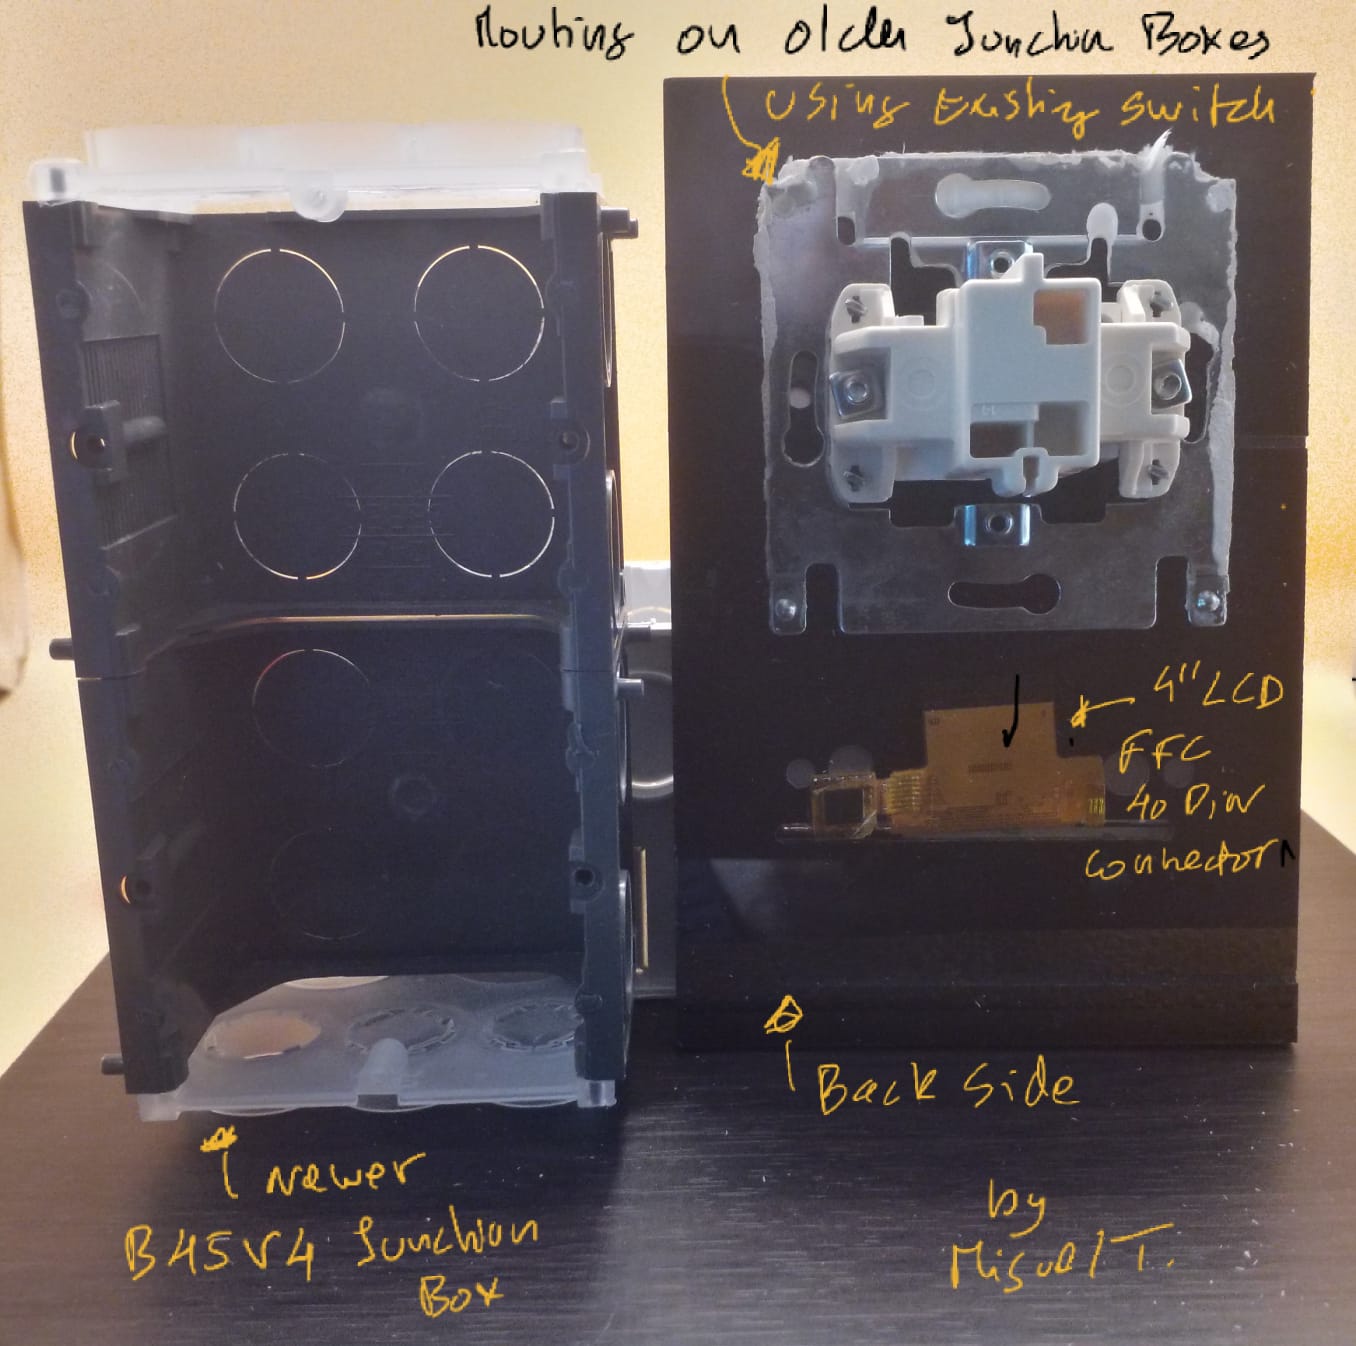 Mouting on older Junction Boxes
Using Existing switch
4" LCD
FFC
40 Pin
Connector
Back Side
Newer
B45V4 Junction
Box
by
Miguel T.